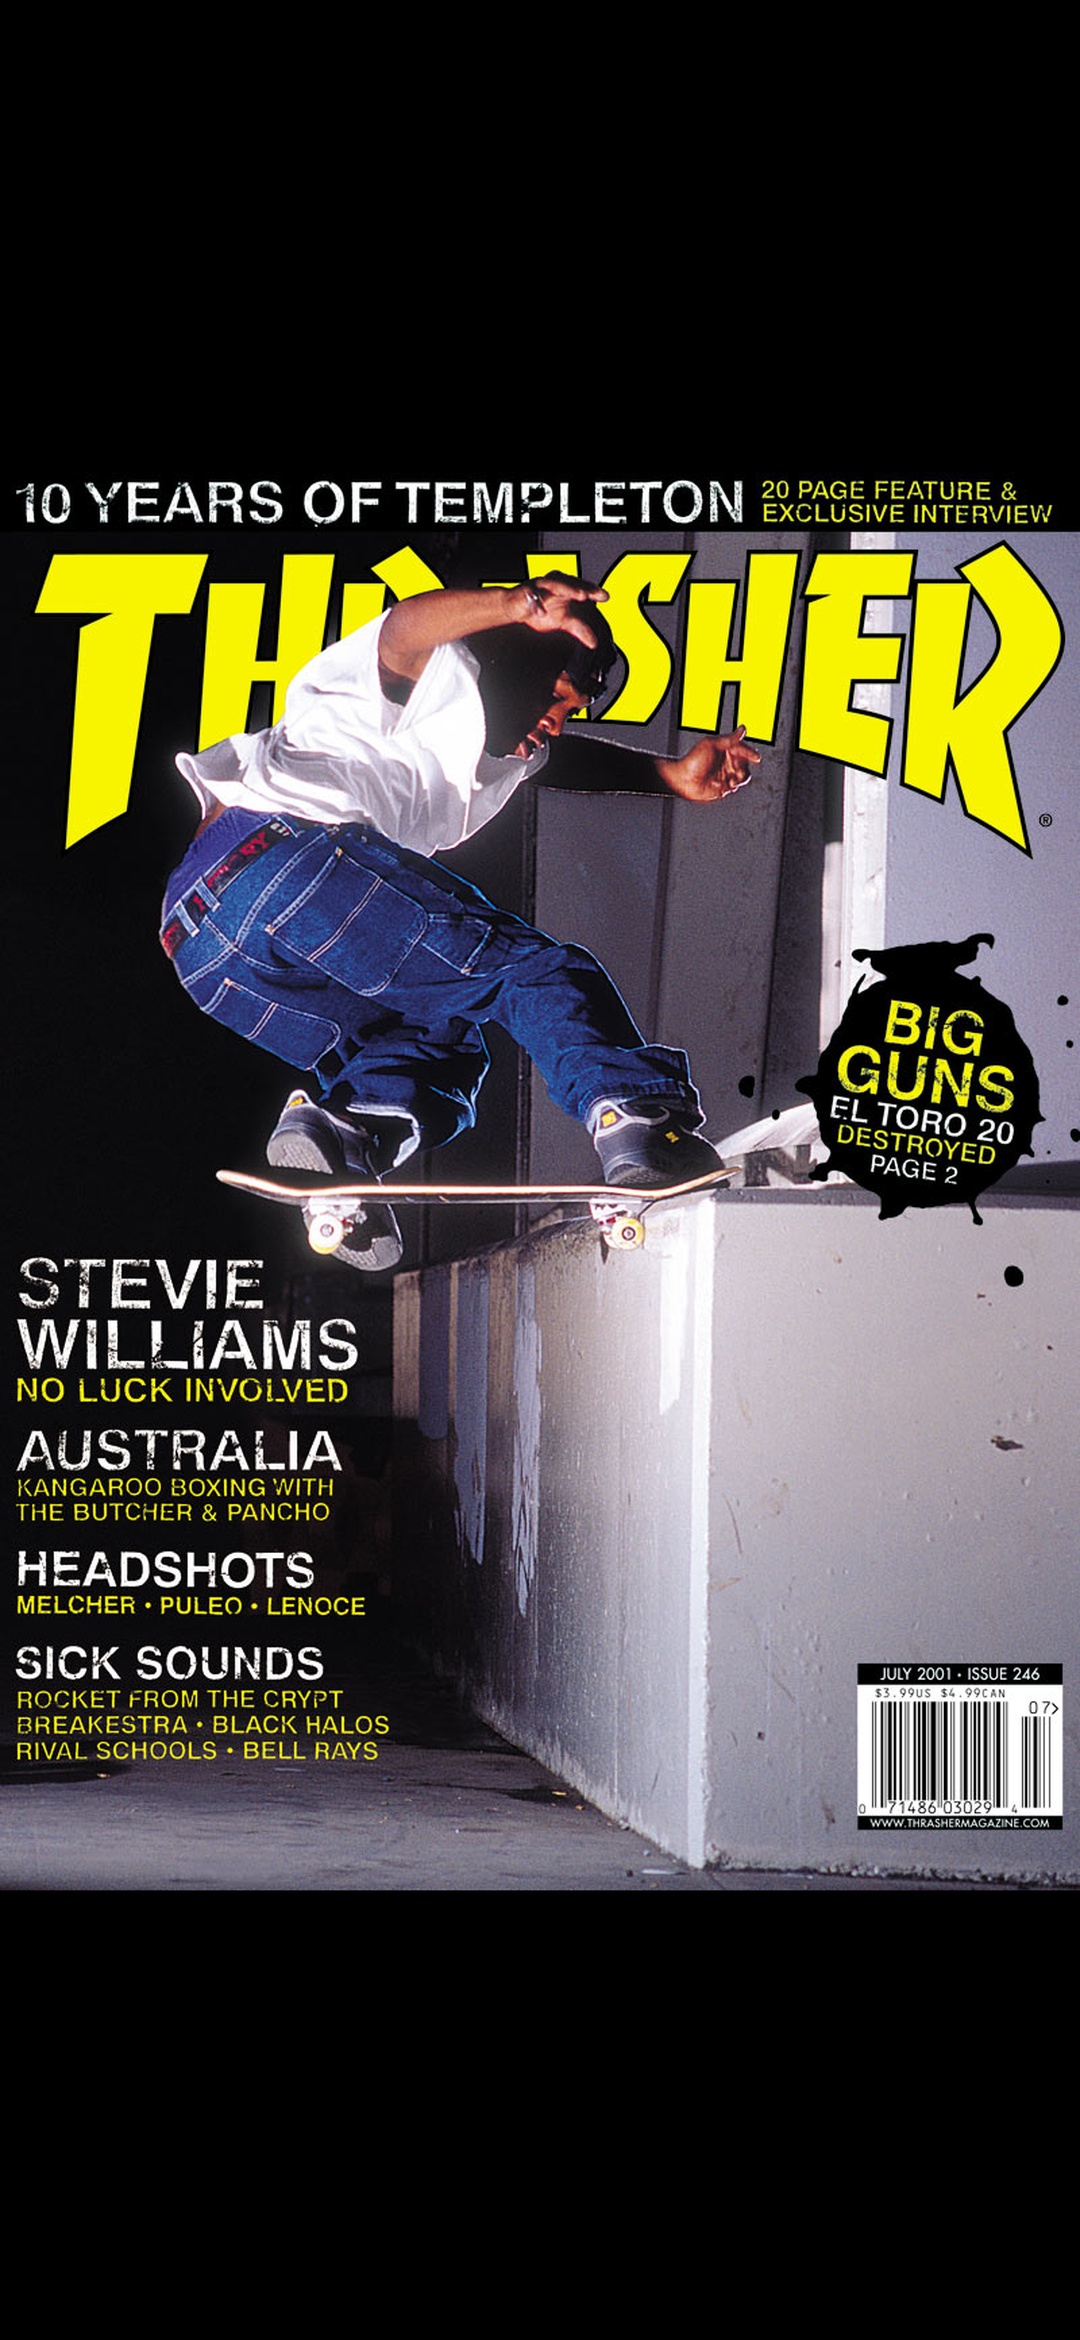 10 YEARS OF TEMPLETON
20 PAGE FEATURE &
EXCLUSIVE INTERVIEW
THRASHER
®
BIG
GUNS
EL TORO 20
DESTROYED
PAGE 2
STEVIE
WILLIAMS
NO LUCK INVOLVED
AUSTRALIA
KANGAROO BOXING WITH
THE BUTCHER & PANCHO
HEADSHOTS
MELCHER • PULEO • LENOCE
SICK SOUNDS
ROCKET FROM THE CRYPT
BREAKESTRA • BLACK HALOS
RIVAL SCHOOLS • BELL RAYS
JULY 2001 • ISSUE 246
$3.99US $4.99CAN
07>
0 71486 03029 4
WWW.THRASHERMAGAZINE.COM